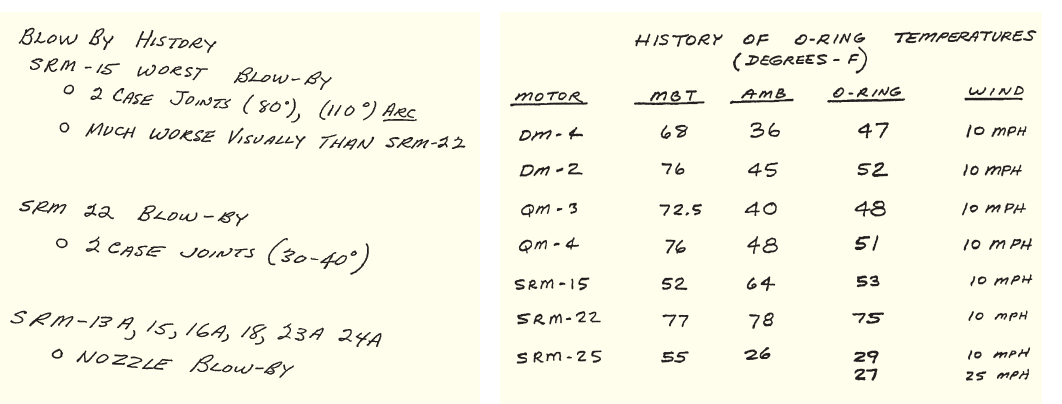 BLOW BY HISTORY
SRM-15 WORST BLOW-BY
o 2 CASE JOINTS (80°), (110°) ARC
o MUCH WORSE VISUALLY THAN SRM-22
SRM 22 BLOW-BY
o 2 CASE JOINTS (30-40°)
SRM-13A, 15, 16A, 18, 23A 24A
o NOZZLE BLOW-BY
HISTORY OF O-RING TEMPERATURES
(DEGREES-F)
MOTOR MBT AMB O-RING WIND
DM-4 68 36 47 10 MPH
DM-2 76 45 52 10 MPH
QM-3 72.5 40 48 10 MPH
QM-4 76 48 51 10 MPH
SRM-15 52 64 53 10 MPH
SRM-22 77 78 75 10 MPH
SRM-25 55 26 29 10 MPH
27 25 MPH